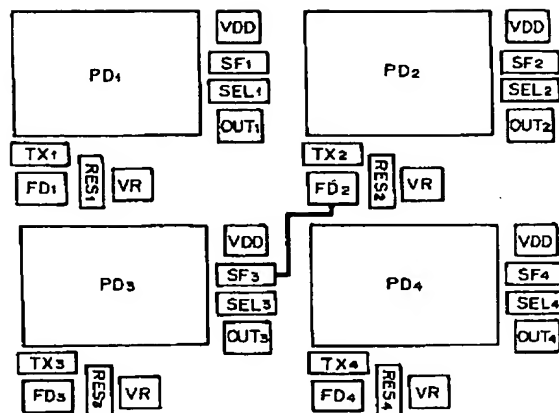 VDD
PD1
SF1
SEL1
OUT1
TX1
FD1
RES1
VR
VDD
PD2
SF2
SEL2
OUT2
TX2
FD2
RES2
VR
VDD
PD3
SF3
SEL3
OUT3
TX3
FD3
RES3
VR
VDD
PD4
SF4
SEL4
OUT4
TX4
FD4
RES4
VR